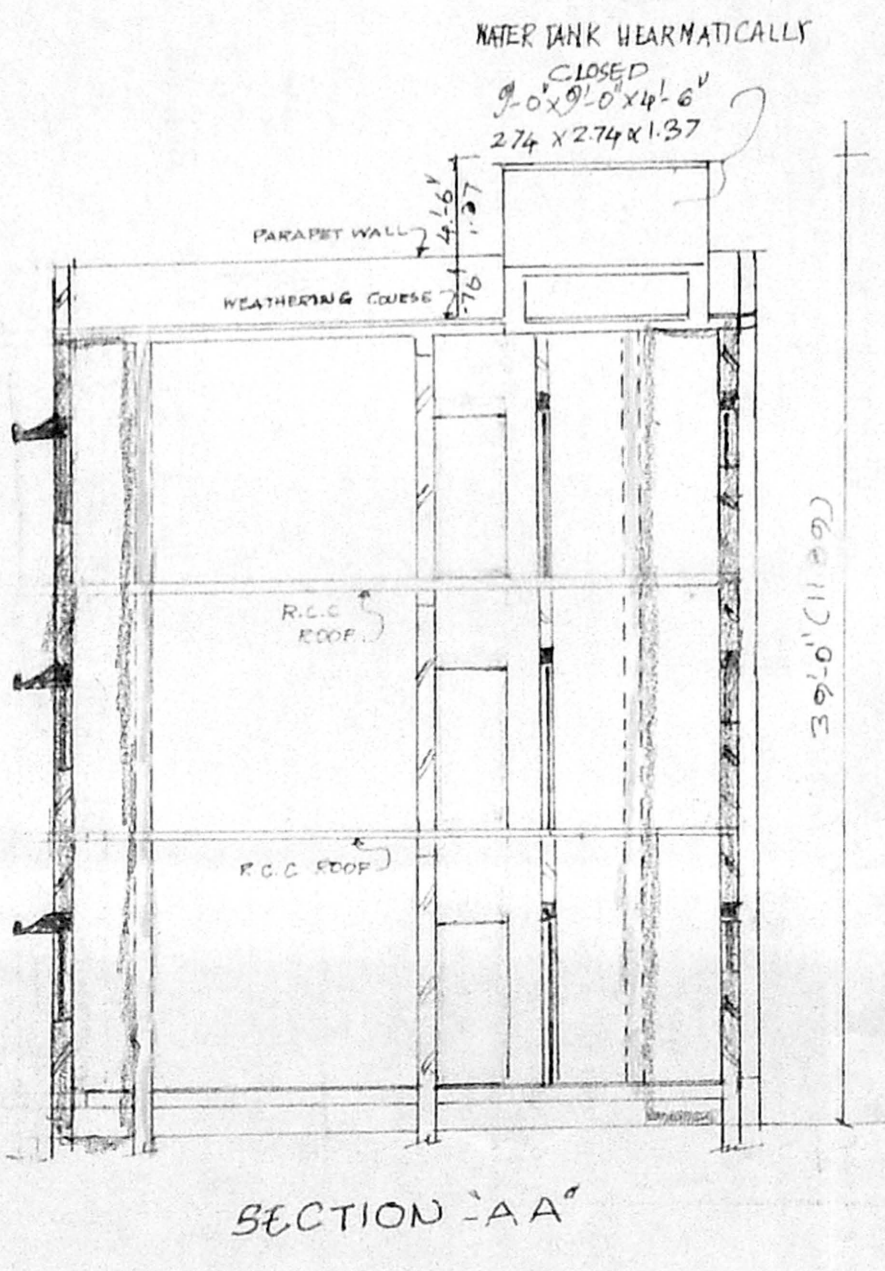 WATER TANK HEARMATICALLY
CLOSED
9'-0"x9'-0"x4'-6"
2.74 x 2.74 x 1.37
4'-6"
1.37
PARAPET WALL
WEATHERING COURSE
.76
R.C.C
ROOF
39'-0" (11.89)
R.C.C ROOF
SECTION -'AA"